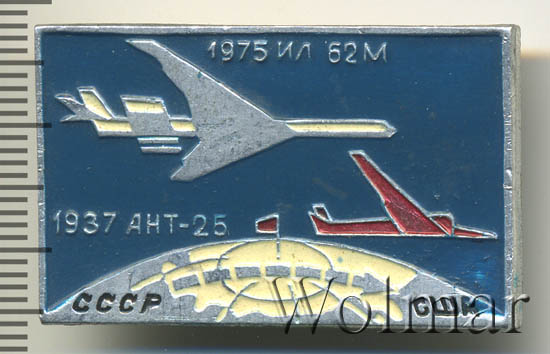 1975 ИЛ 62М
1937 АНТ-25
СССР США
Wolmar